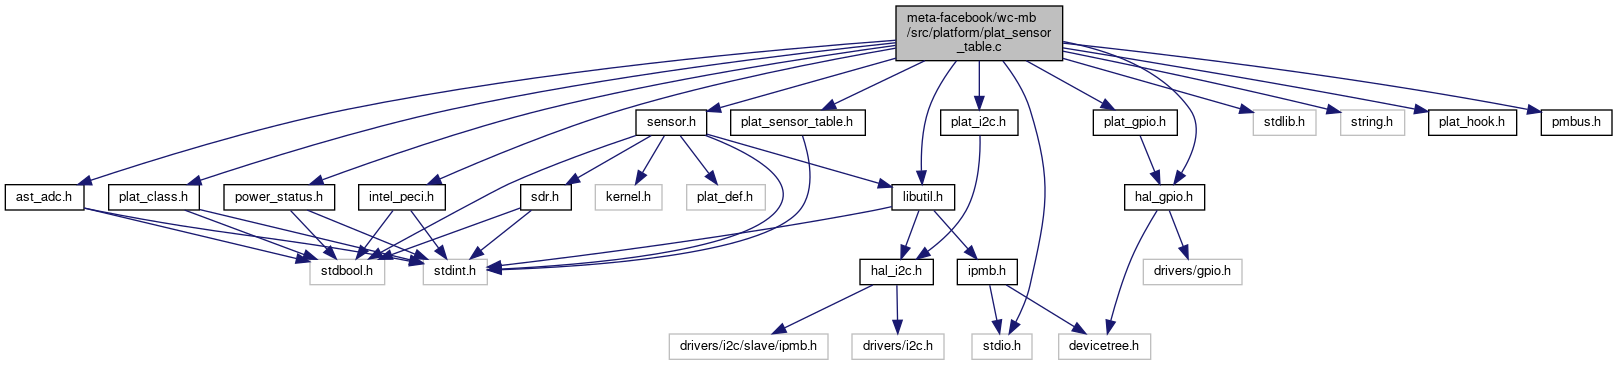 meta-facebook/wc-mb
/src/platform/plat_sensor
_table.c
sensor.h
plat_sensor_table.h
plat_i2c.h
plat_gpio.h
stdlib.h
string.h
plat_hook.h
pmbus.h
ast_adc.h
plat_class.h
power_status.h
intel_peci.h
sdr.h
kernel.h
plat_def.h
libutil.h
hal_gpio.h
stdbool.h
stdint.h
hal_i2c.h
ipmb.h
drivers/gpio.h
drivers/i2c/slave/ipmb.h
drivers/i2c.h
stdio.h
devicetree.h